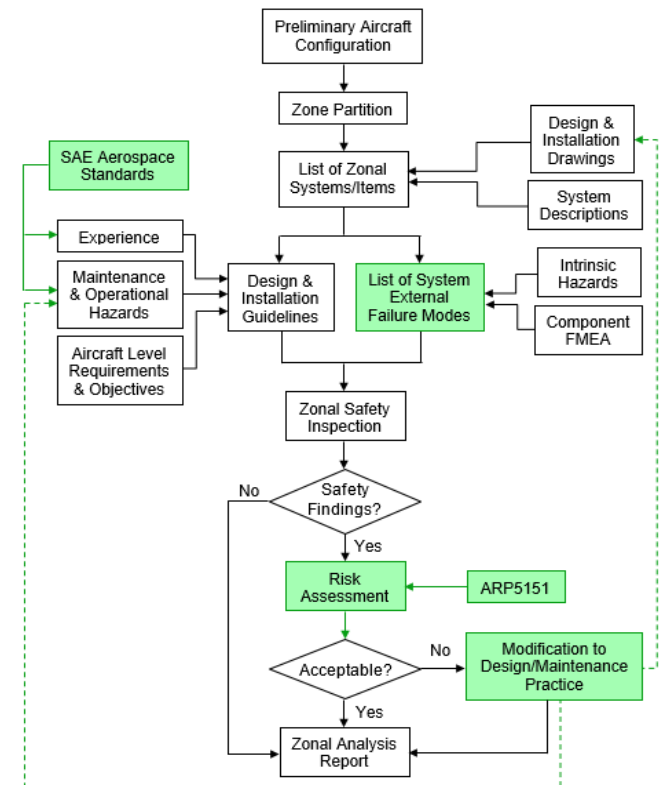 Preliminary Aircraft
Configuration
Zone Partition
Design &
Installation
Drawings
SAE Aerospace
Standards
List of Zonal
Systems/Items
System
Descriptions
Experience
Maintenance
& Operational
Hazards
Aircraft Level
Requirements
& Objectives
Design &
Installation
Guidelines
List of System
External
Failure Modes
Intrinsic
Hazards
Component
FMEA
Zonal Safety
Inspection
No
Safety
Findings?
Yes
Risk
Assessment
ARP5151
Acceptable?
No
Modification to
Design/Maintenance
Practice
Yes
Zonal Analysis
Report